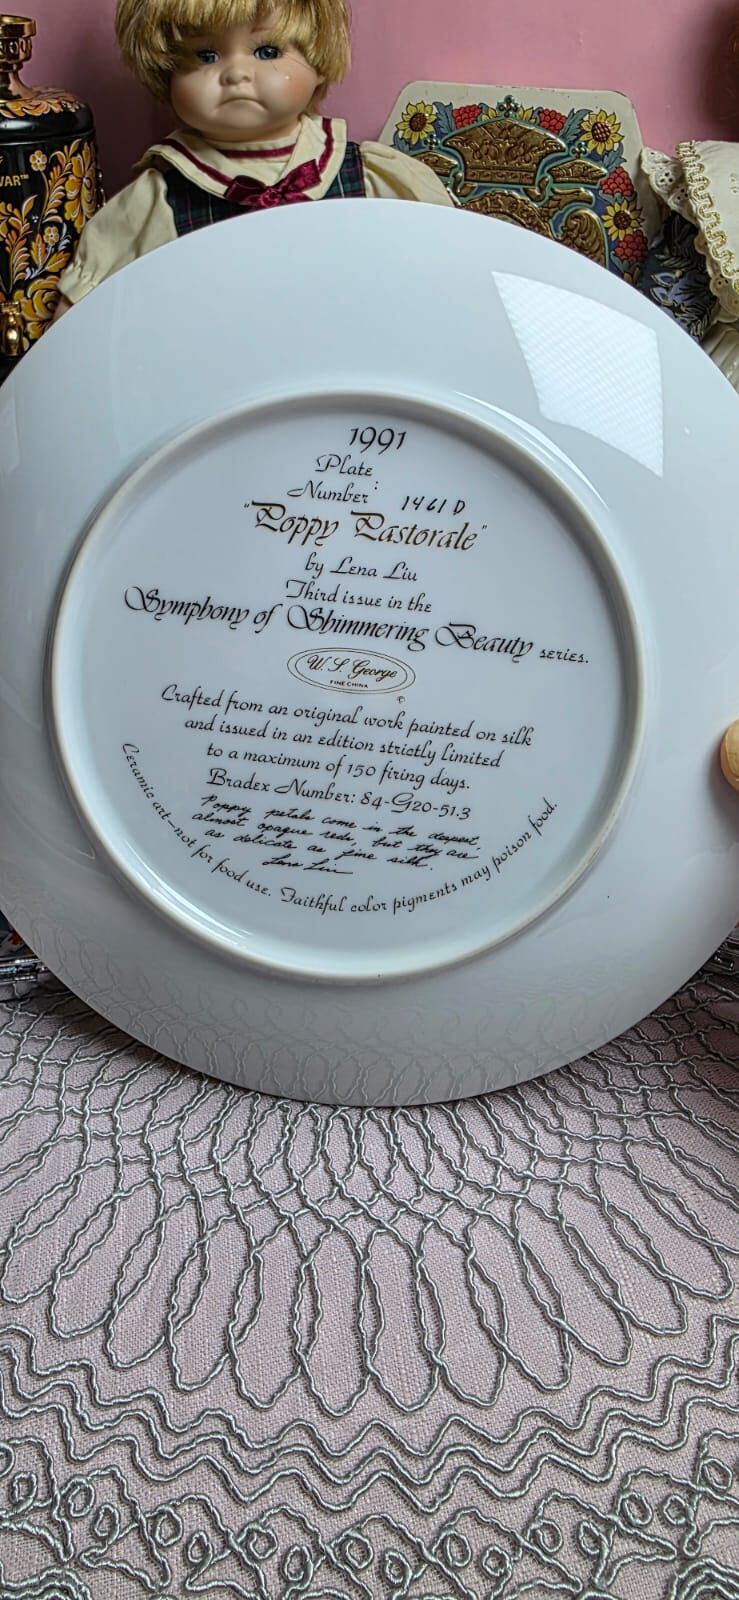 VAR™
1991
Plate
Number: 1461 D
"Poppy Pastorale"
by Lena Liu
Third issue in the
Symphony of Shimmering Beauty series.
W. S. George
FINE CHINA
©
Crafted from an original work painted on silk
and issued in an edition strictly limited
to a maximum of 150 firing days.
Bradex Number: 84-G20-51.3
Poppy petals come in the deepest,
almost opaque reds, but they are
as delicate as fine silk.
Lena Liu
Ceramic art—not for food use. Faithful color pigments may poison food.